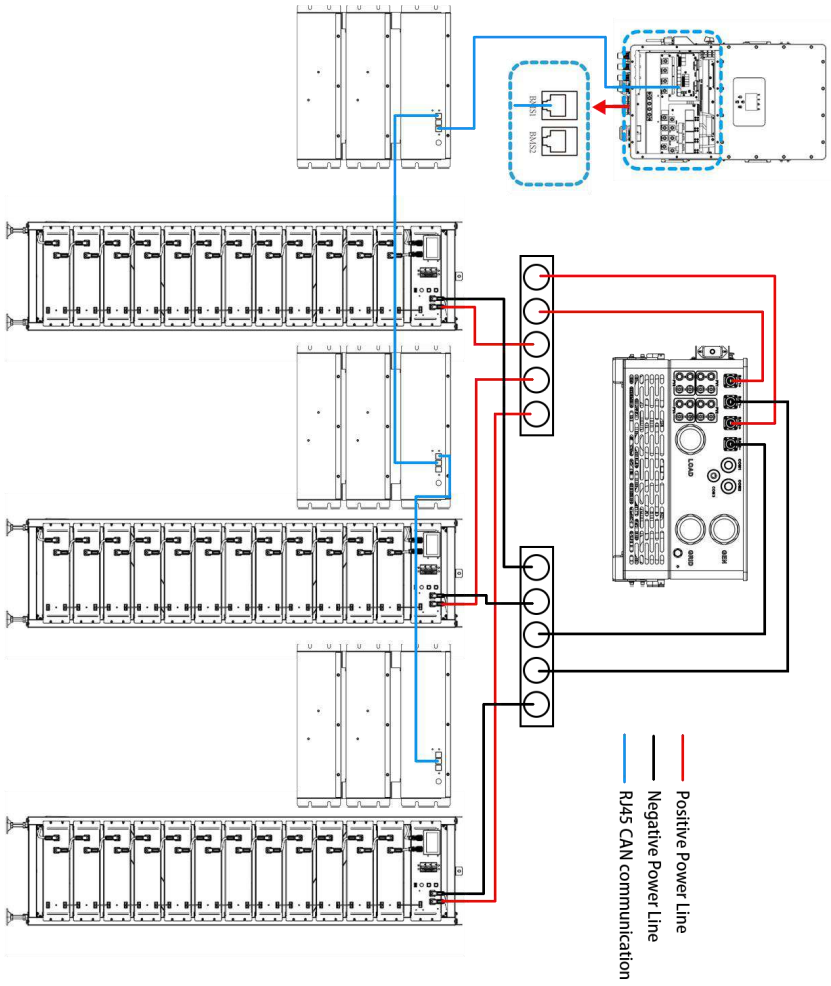 BMS1
BMS2
LOAD
GRID
GEN
Positive Power Line
Negative Power Line
RJ45 CAN communication